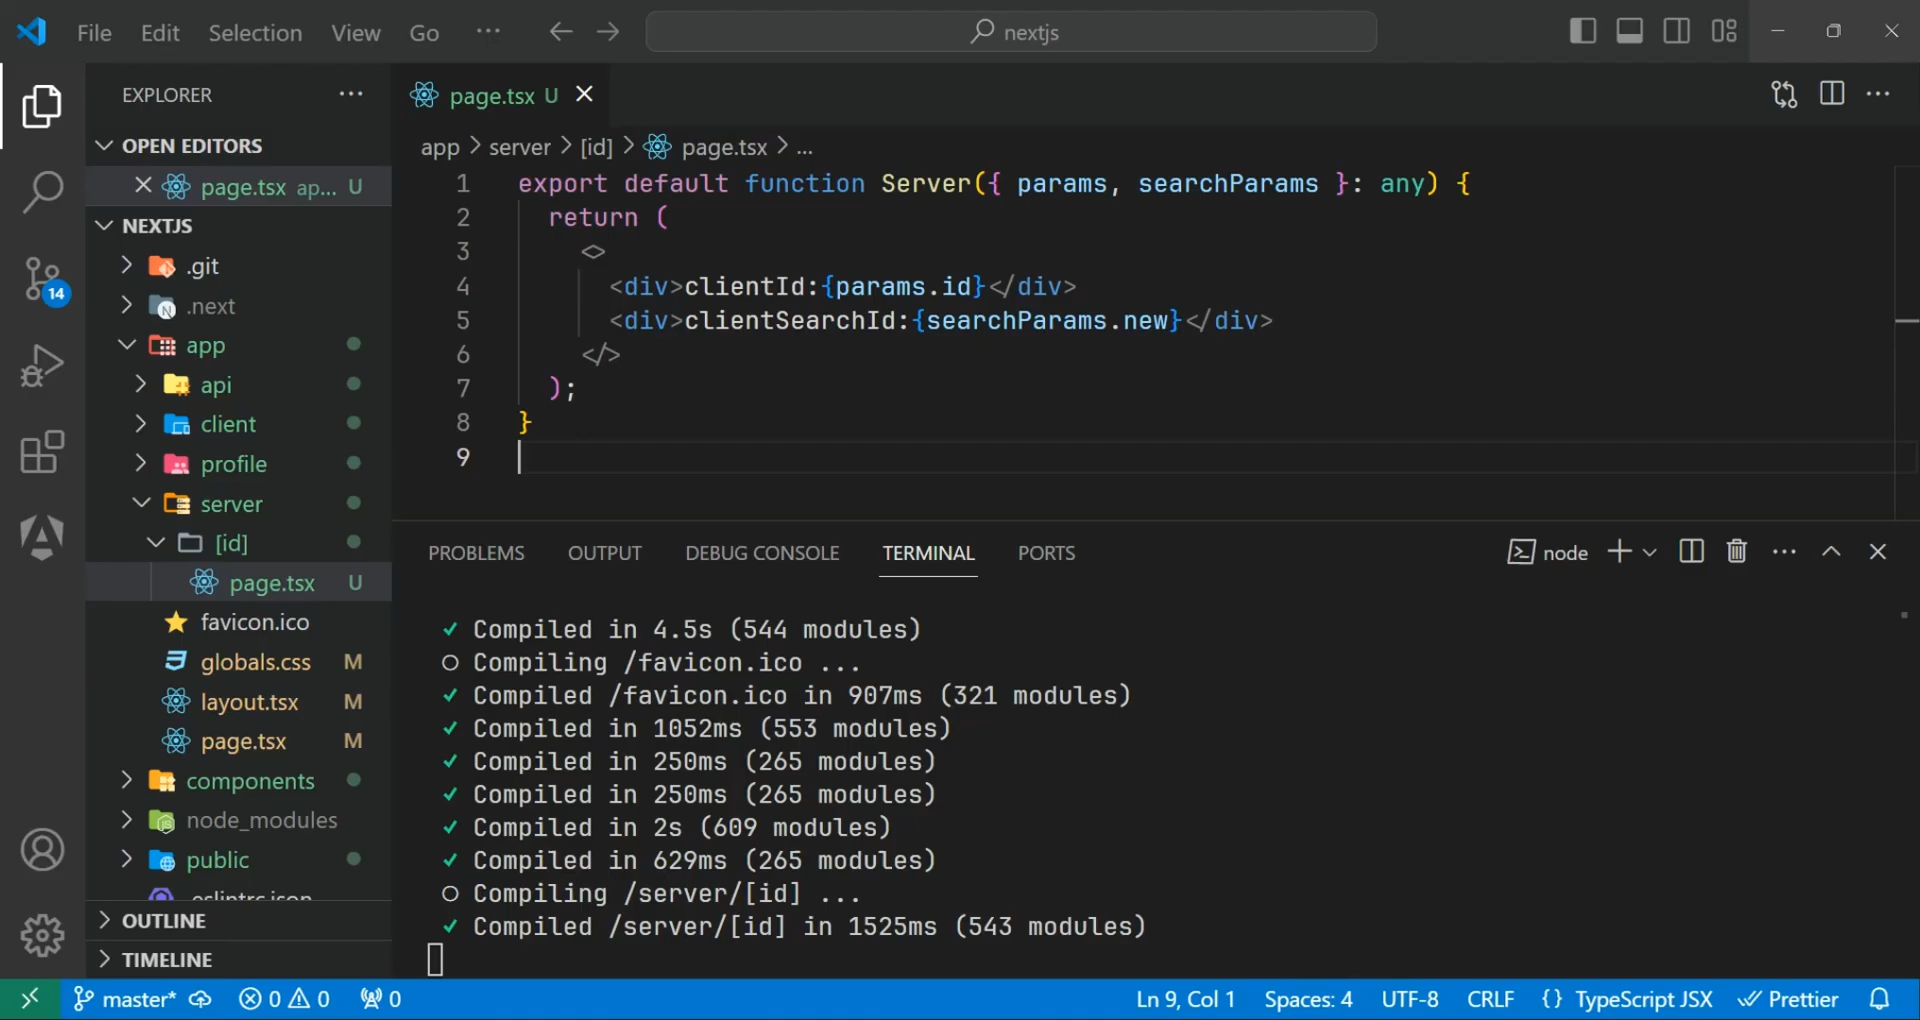 File Edit Selection View Go ··· nextjs
EXPLORER ···
OPEN EDITORS
page.tsx ap... U
NEXTJS
.git
.next
app
api
client
profile
server
[id]
page.tsx U
favicon.ico
globals.css M
layout.tsx M
page.tsx M
components
node_modules
public
.eslintrc.json
OUTLINE
TIMELINE
14
page.tsx U
app > server > [id] > page.tsx > ...
1 export default function Server({ params, searchParams }: any) {
2 return (
3 <>
4 <div>clientId:{params.id}</div>
5 <div>clientSearchId:{searchParams.new}</div>
6 </>
7 );
8 }
9
PROBLEMS OUTPUT DEBUG CONSOLE TERMINAL PORTS node
✓ Compiled in 4.5s (544 modules)
○ Compiling /favicon.ico ...
✓ Compiled /favicon.ico in 907ms (321 modules)
✓ Compiled in 1052ms (553 modules)
✓ Compiled in 250ms (265 modules)
✓ Compiled in 250ms (265 modules)
✓ Compiled in 2s (609 modules)
✓ Compiled in 629ms (265 modules)
○ Compiling /server/[id] ...
✓ Compiled /server/[id] in 1525ms (543 modules)
master* 0 0 0 Ln 9, Col 1 Spaces: 4 UTF-8 CRLF {} TypeScript JSX Prettier